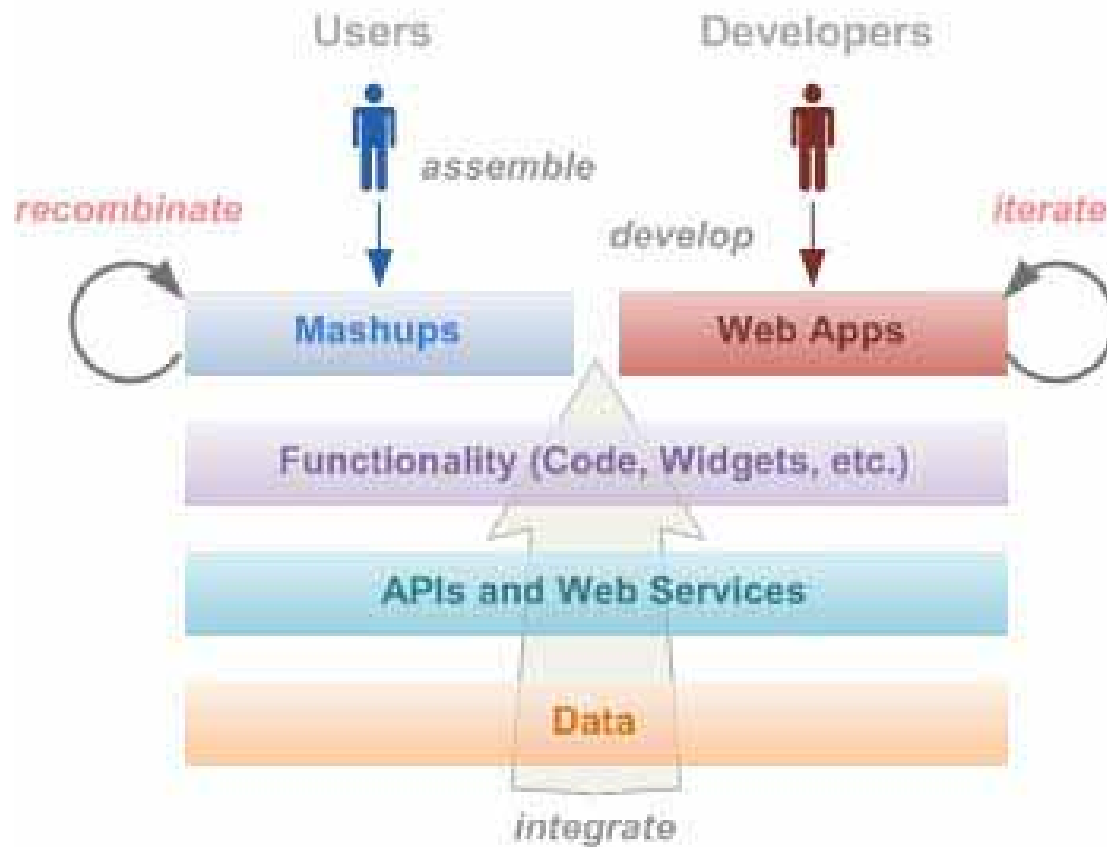 Users
Developers
assemble
recombinate
iterate
develop
Mashups
Web Apps
Functionality (Code, Widgets, etc.)
APIs and Web Services
Data
integrate